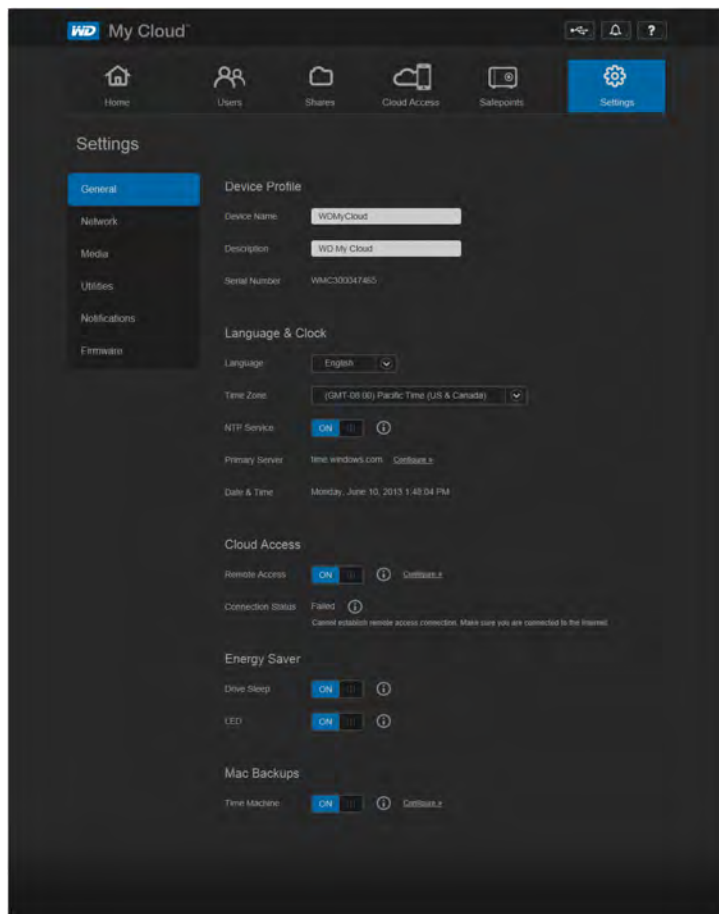 WD My Cloud™
?
Home Users Shares Cloud Access Safepoints Settings
Settings
General
Network
Media
Utilities
Notifications
Firmware
Device Profile
Device Name WDMyCloud
Description WD My Cloud
Serial Number WMC300047465
Language & Clock
Language English
Time Zone (GMT-08:00) Pacific Time (US & Canada)
NTP Service ON
Primary Server time.windows.com Configure »
Date & Time Monday, June 10, 2013 1:48:04 PM
Cloud Access
Remote Access ON Configure »
Connection Status Failed
Cannot establish remote access connection. Make sure you are connected to the Internet.
Energy Saver
Drive Sleep ON
LED ON
Mac Backups
Time Machine ON Configure »